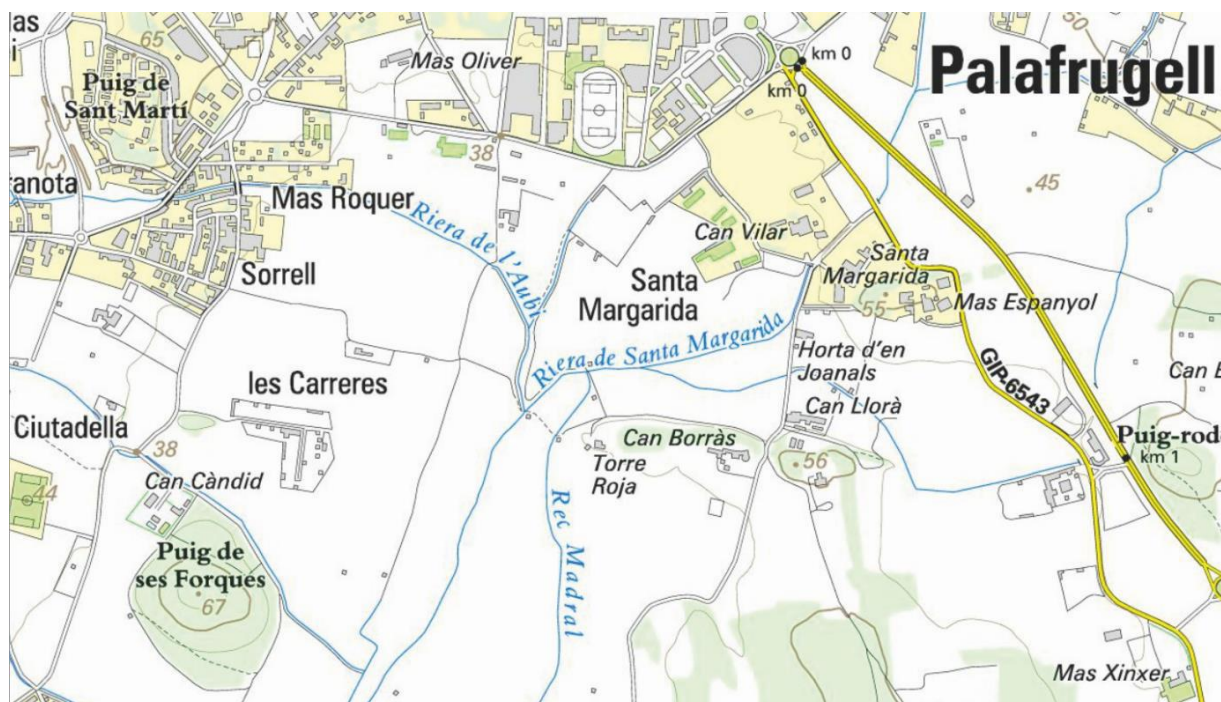 as
i
65
Puig de
Sant Martí
Mas Oliver
km 0
km 0
Palafrugell
50
38
45
ranota
Mas Roquer
Riera de l'Aubi
Can Vilar
Sorrell
Santa
Margarida
Santa
Margarida
55
Mas Espanyol
Riera de Santa Margarida
Horta d'en
Joanals
GIP-6543
Can E
les Carreres
Can Llorà
Ciutadella
38
Can Borràs
Puig-rod
km 1
56
Torre
Roja
44
Can Càndid
Rec Madral
Puig de
ses Forques
67
Mas Xinxer